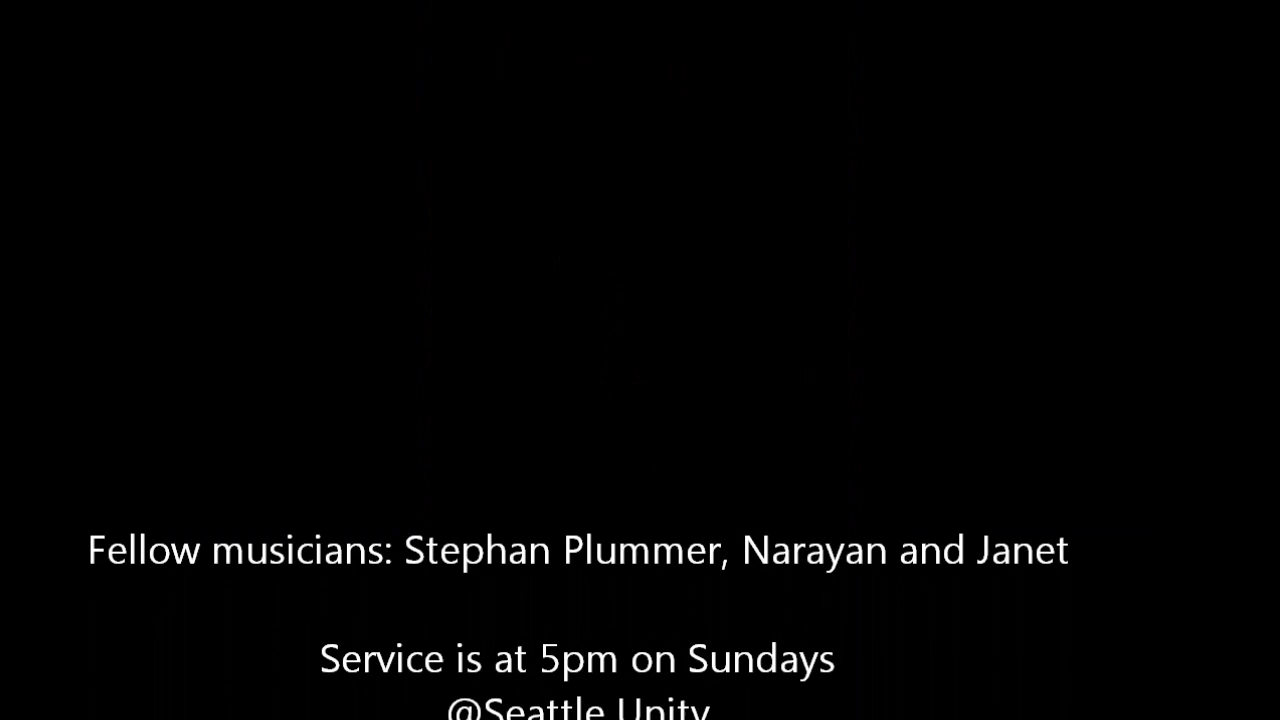 Fellow musicians: Stephan Plummer, Narayan and Janet
Service is at 5pm on Sundays
@Seattle Unity